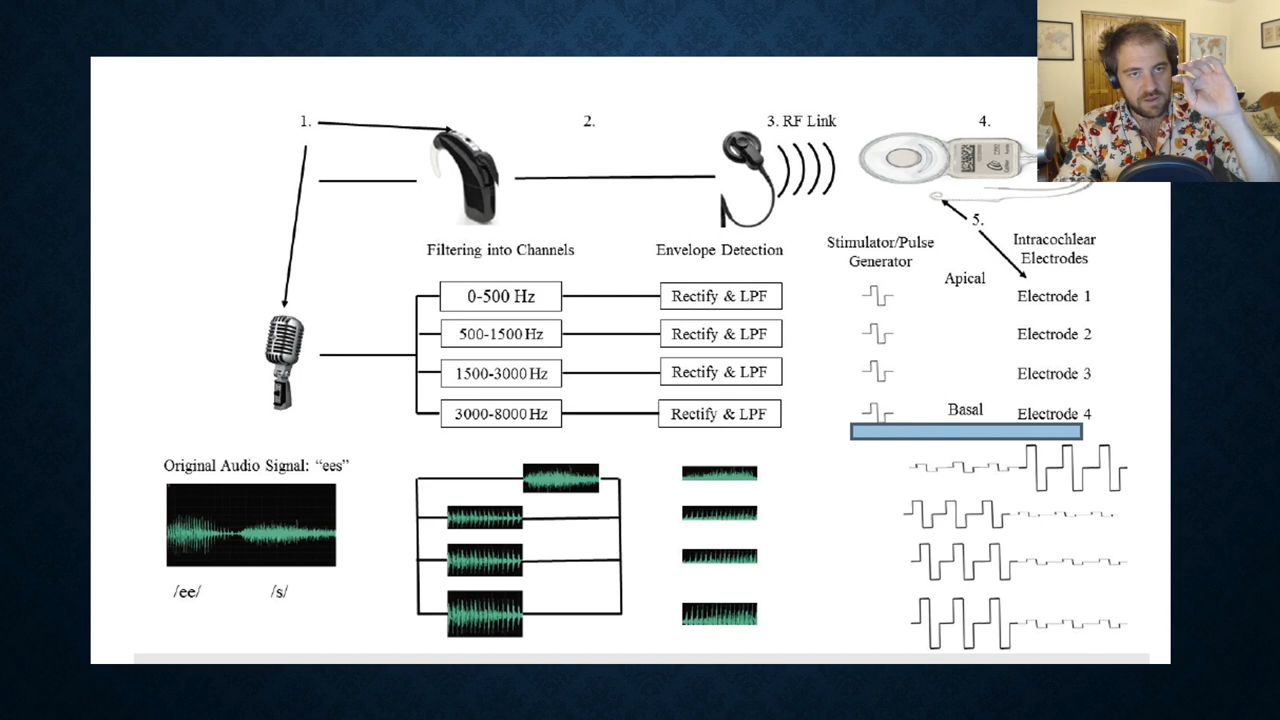 1.
2.
3. RF Link
4.
5.
Filtering into Channels
Envelope Detection
Stimulator/Pulse
Generator
Apical
Intracochlear
Electrodes
0-500 Hz
Rectify & LPF
Electrode 1
500-1500 Hz
Rectify & LPF
Electrode 2
1500-3000 Hz
Rectify & LPF
Electrode 3
3000-8000 Hz
Rectify & LPF
Basal
Electrode 4
Original Audio Signal: “ees”
/ee/
/s/